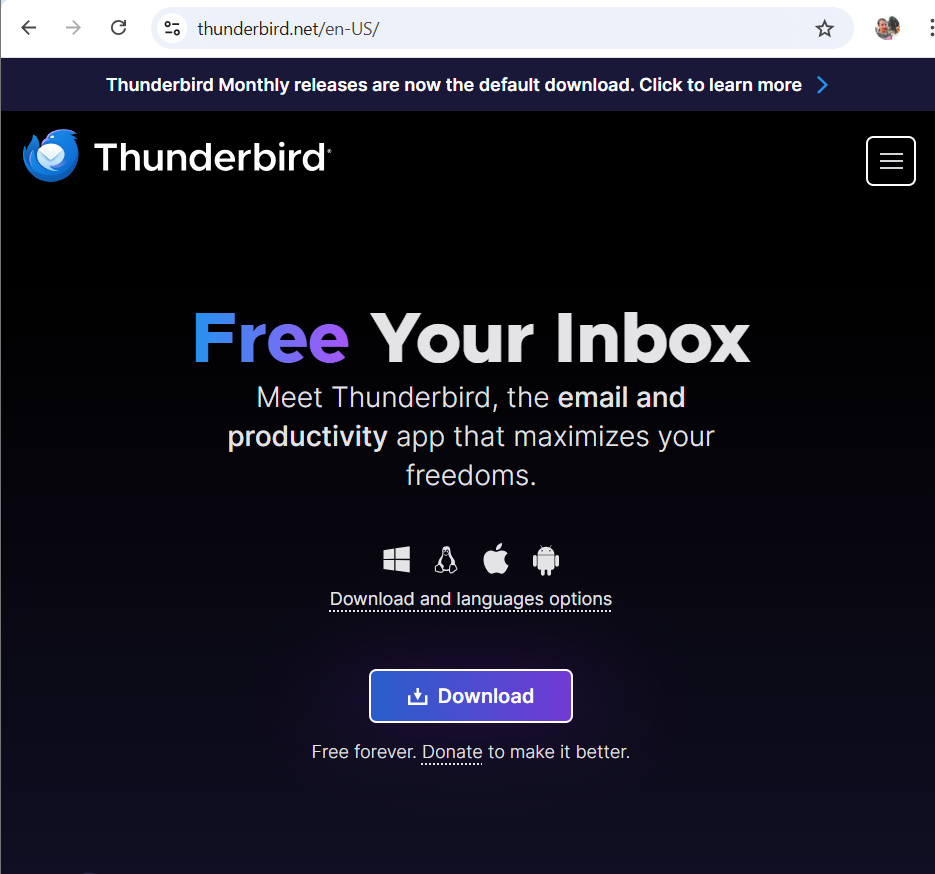 thunderbird.net/en-US/
Thunderbird Monthly releases are now the default download. Click to learn more
Thunderbird
Free Your Inbox
Meet Thunderbird, the email and
productivity app that maximizes your
freedoms.
Download and languages options
Download
Free forever. Donate to make it better.